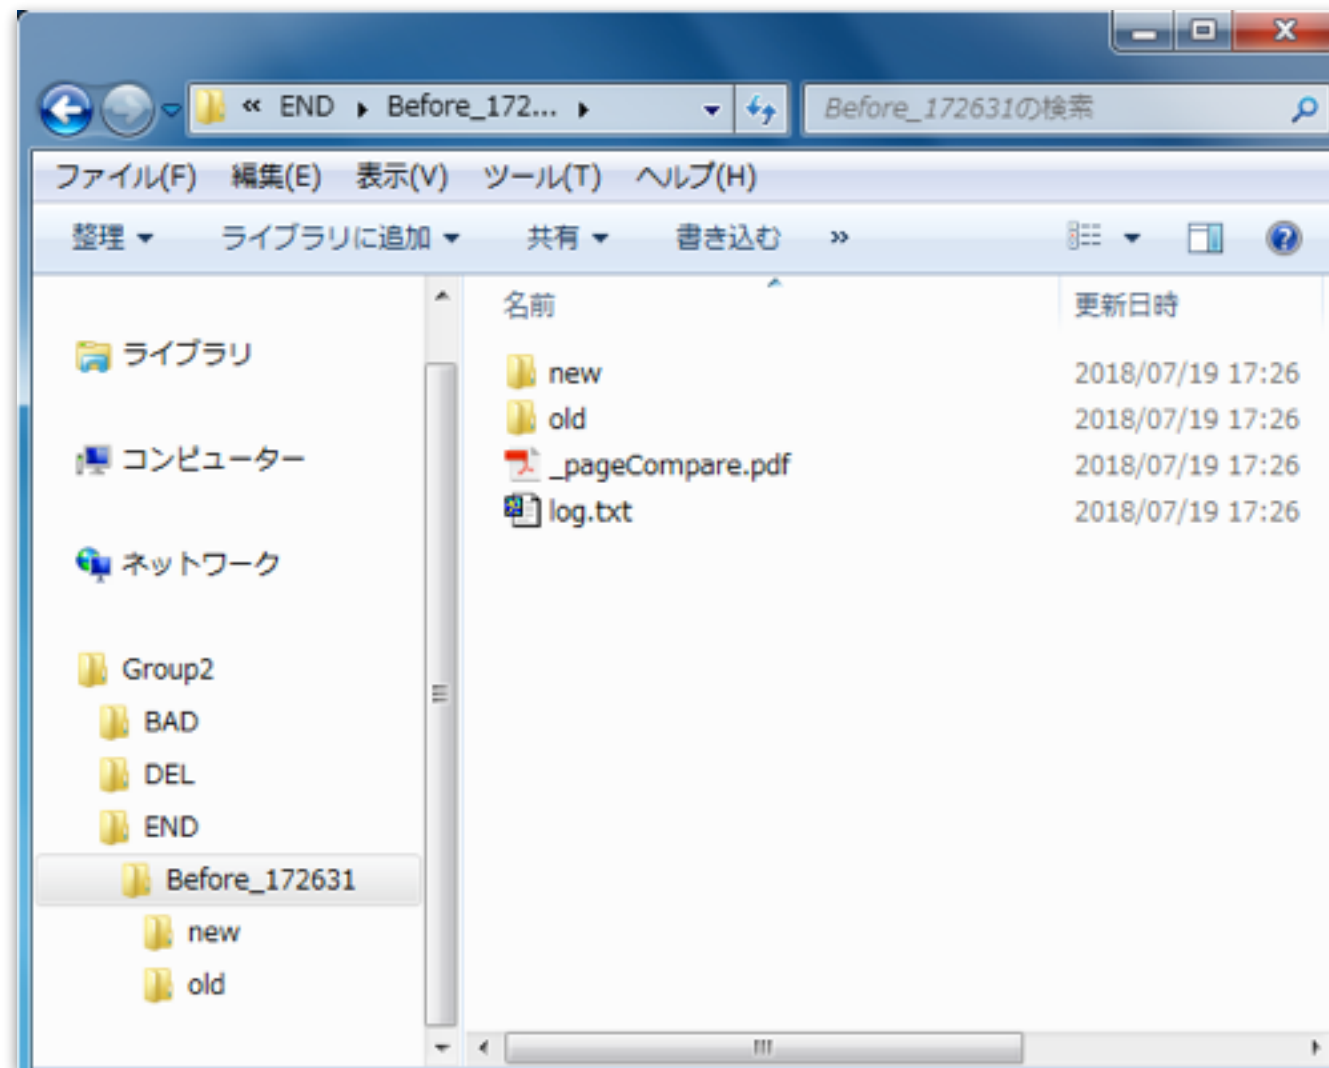 « END ▸ Before_172... ▸ Before_172631の検索
ファイル(F) 編集(E) 表示(V) ツール(T) ヘルプ(H)
整理 ライブラリに追加 共有 書き込む »
名前 更新日時
ライブラリ
コンピューター
ネットワーク
Group2
BAD
DEL
END
Before_172631
new
old
new 2018/07/19 17:26
old 2018/07/19 17:26
_pageCompare.pdf 2018/07/19 17:26
log.txt 2018/07/19 17:26